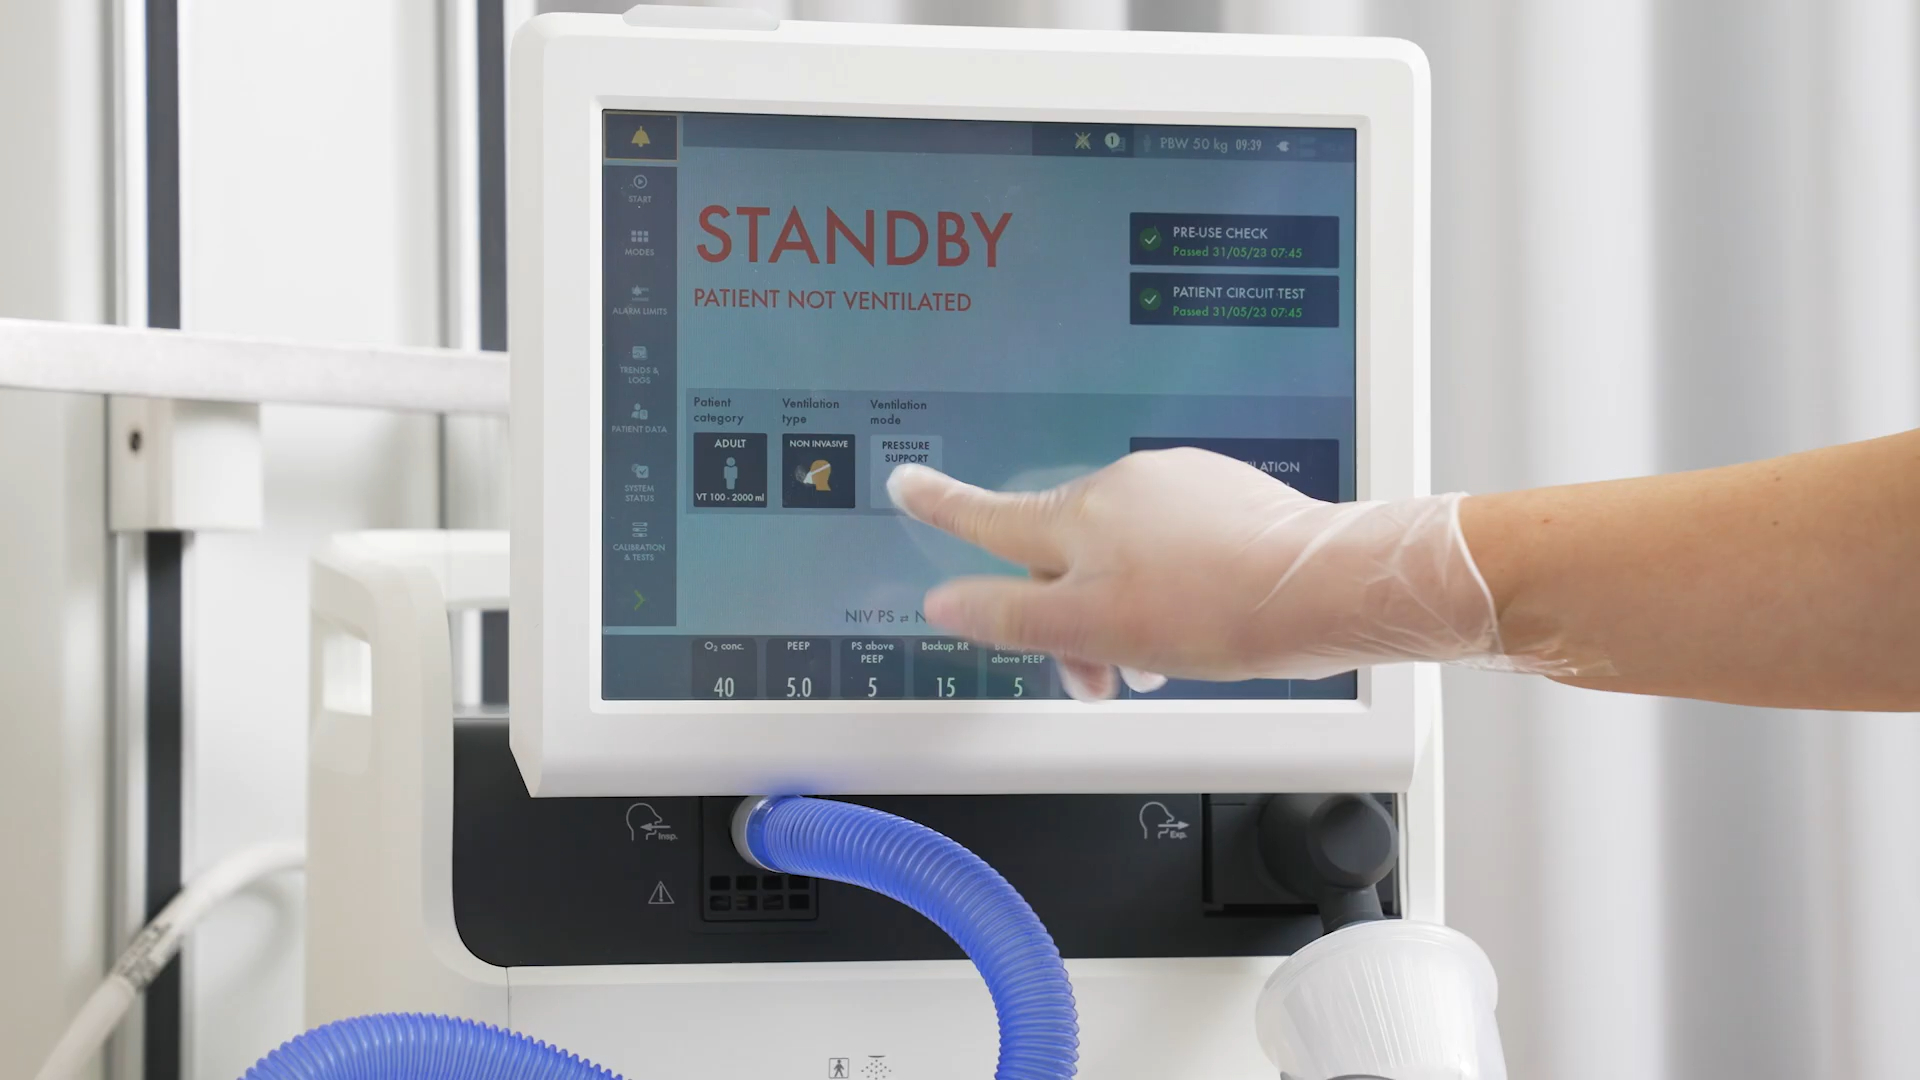 1
PBW 50 kg 09:39
START
MODES
ALARM LIMITS
TRENDS &
LOGS
PATIENT DATA
SYSTEM
STATUS
CALIBRATION
& TESTS
STANDBY
PATIENT NOT VENTILATED
PRE-USE CHECK
Passed 31/05/23 07:45
PATIENT CIRCUIT TEST
Passed 31/05/23 07:45
Patient
category
ADULT
VT 100 - 2000 ml
Ventilation
type
NON INVASIVE
Ventilation
mode
PRESSURE
SUPPORT
ILATION
NIV PS ⇄ N
O₂ conc.
40
PEEP
5.0
PS above
PEEP
5
Backup RR
15
above PEEP
5
Insp.
Exp.